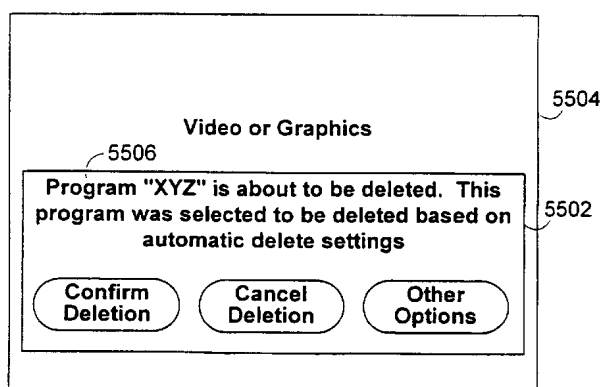 5504
Video or Graphics
5506
Program "XYZ" is about to be deleted. This
program was selected to be deleted based on
automatic delete settings
5502
Confirm Deletion
Cancel Deletion
Other Options